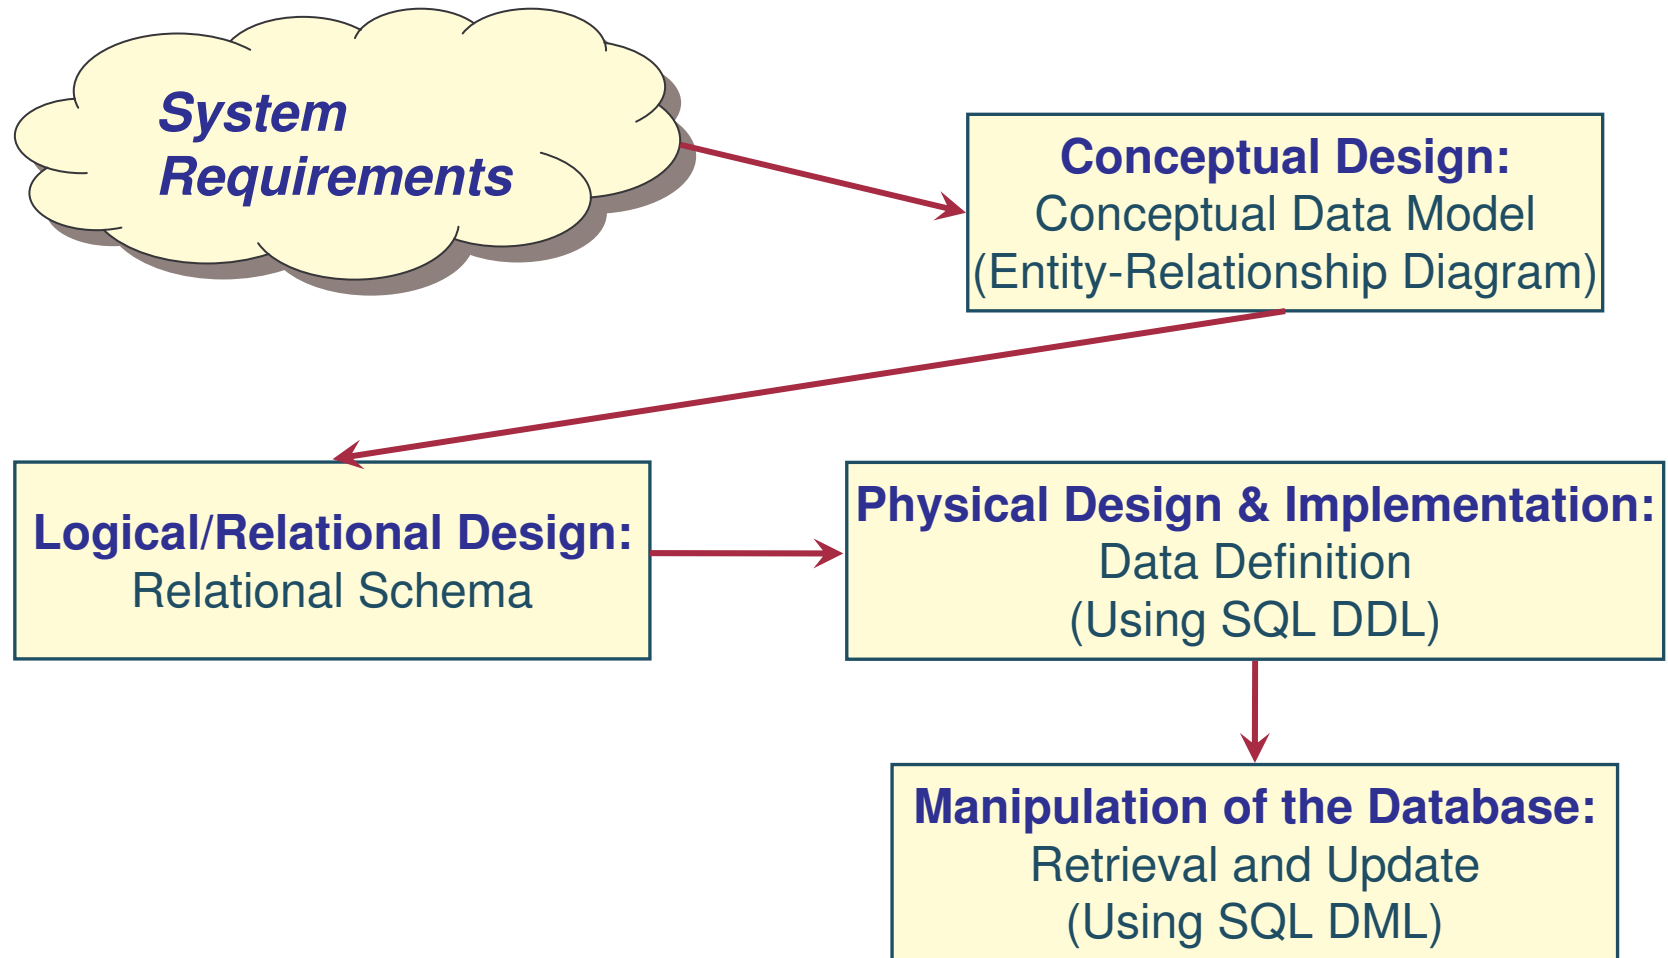 System
Requirements
Conceptual Design:
Conceptual Data Model
(Entity-Relationship Diagram)
Logical/Relational Design:
Relational Schema
Physical Design & Implementation:
Data Definition
(Using SQL DDL)
Manipulation of the Database:
Retrieval and Update
(Using SQL DML)